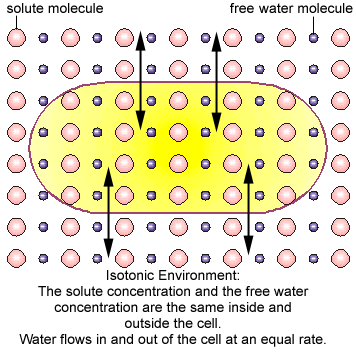 solute molecule free water molecule
Isotonic Environment:
The solute concentration and the free water
concentration are the same inside and
outside the cell.
Water flows in and out of the cell at an equal rate.